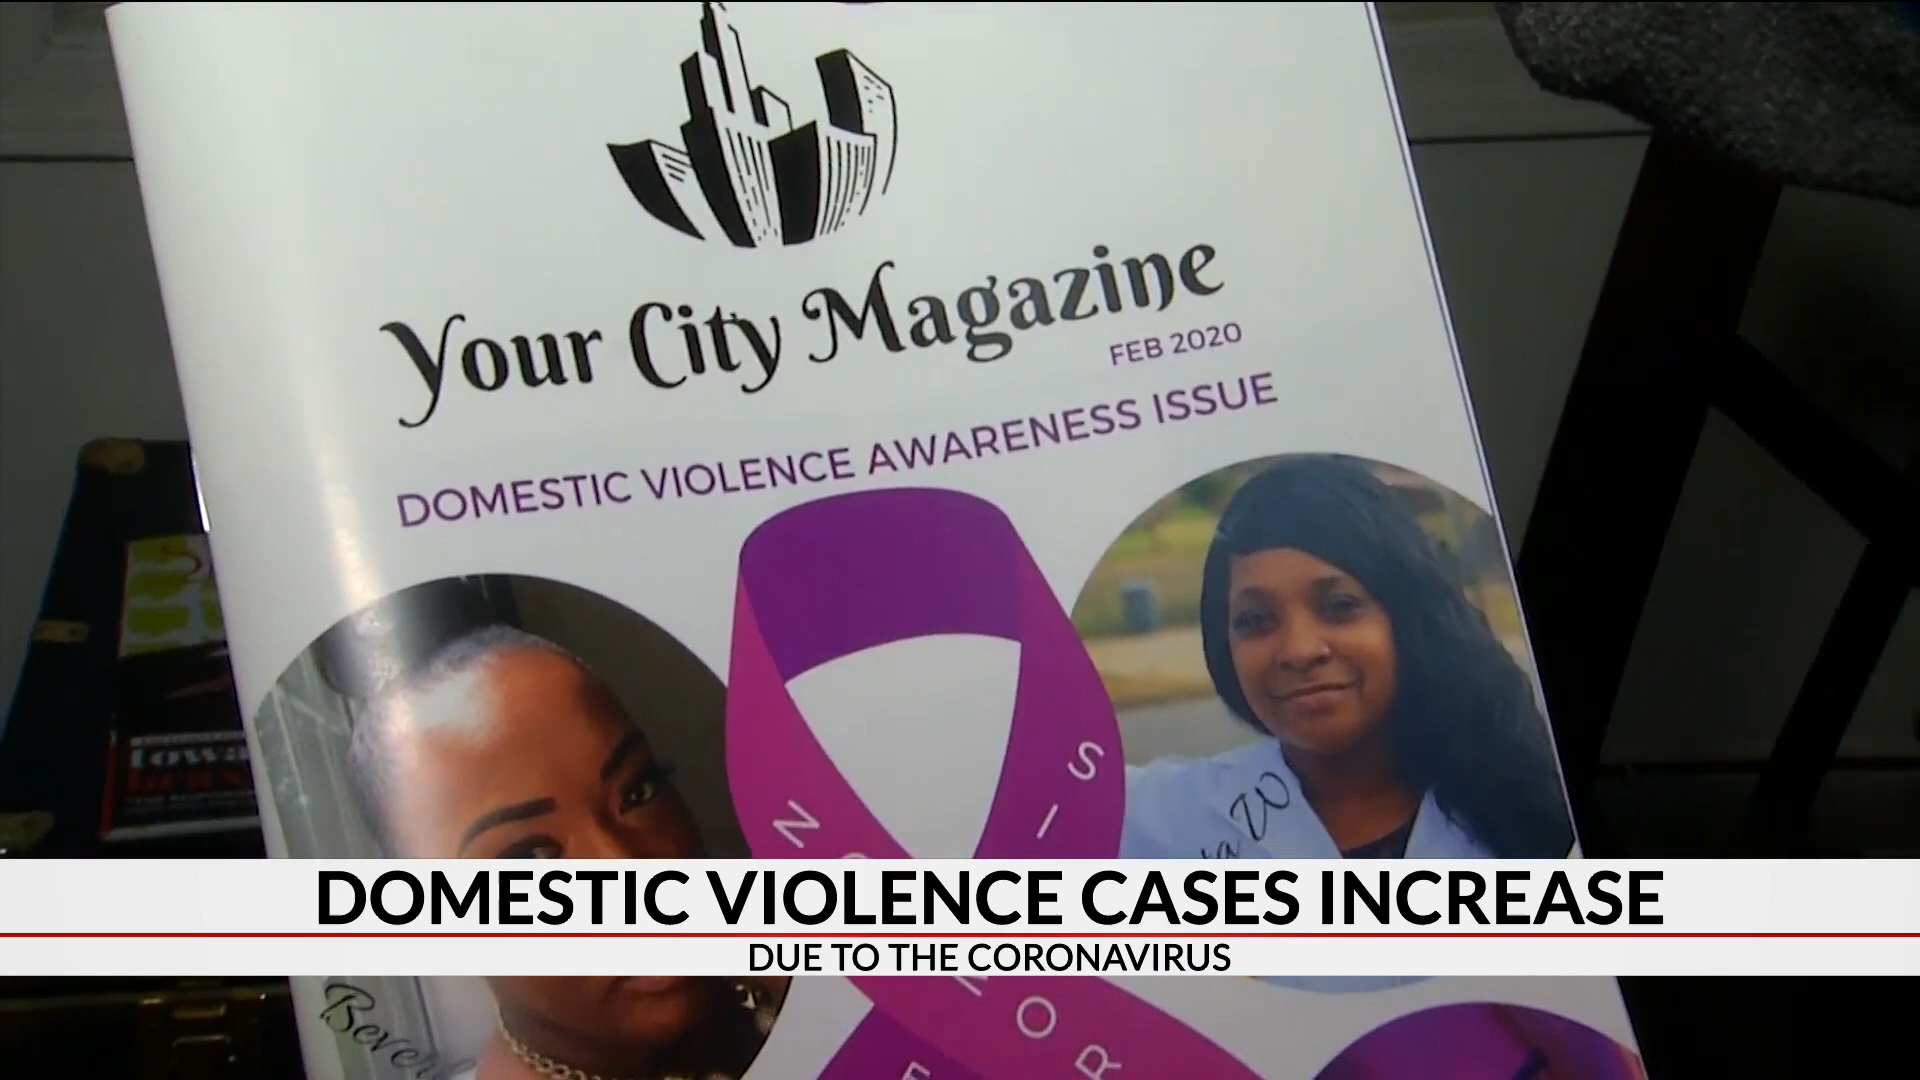 Your City Magazine
FEB 2020
DOMESTIC VIOLENCE AWARENESS ISSUE
DOMESTIC VIOLENCE CASES INCREASE
DUE TO THE CORONAVIRUS